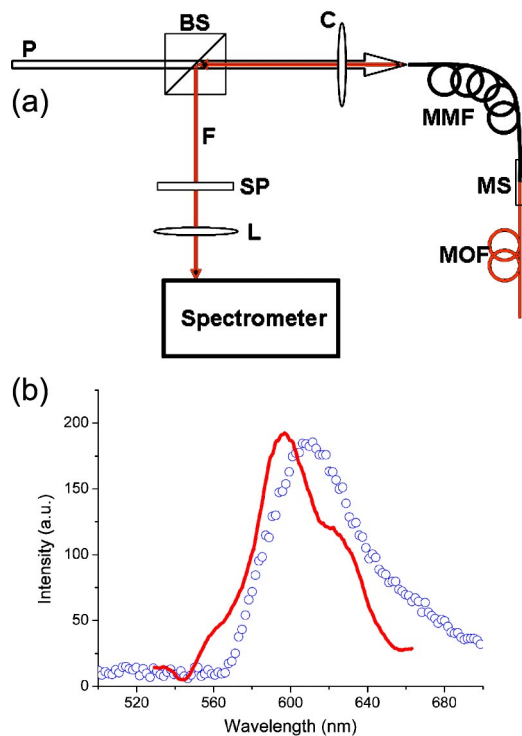 BS
C
P
(a)
MMF
F
MS
SP
MOF
L
Spectrometer
(b)
200
150
100
50
0
Intensity (a.u.)
520 560 600 640 680
Wavelength (nm)